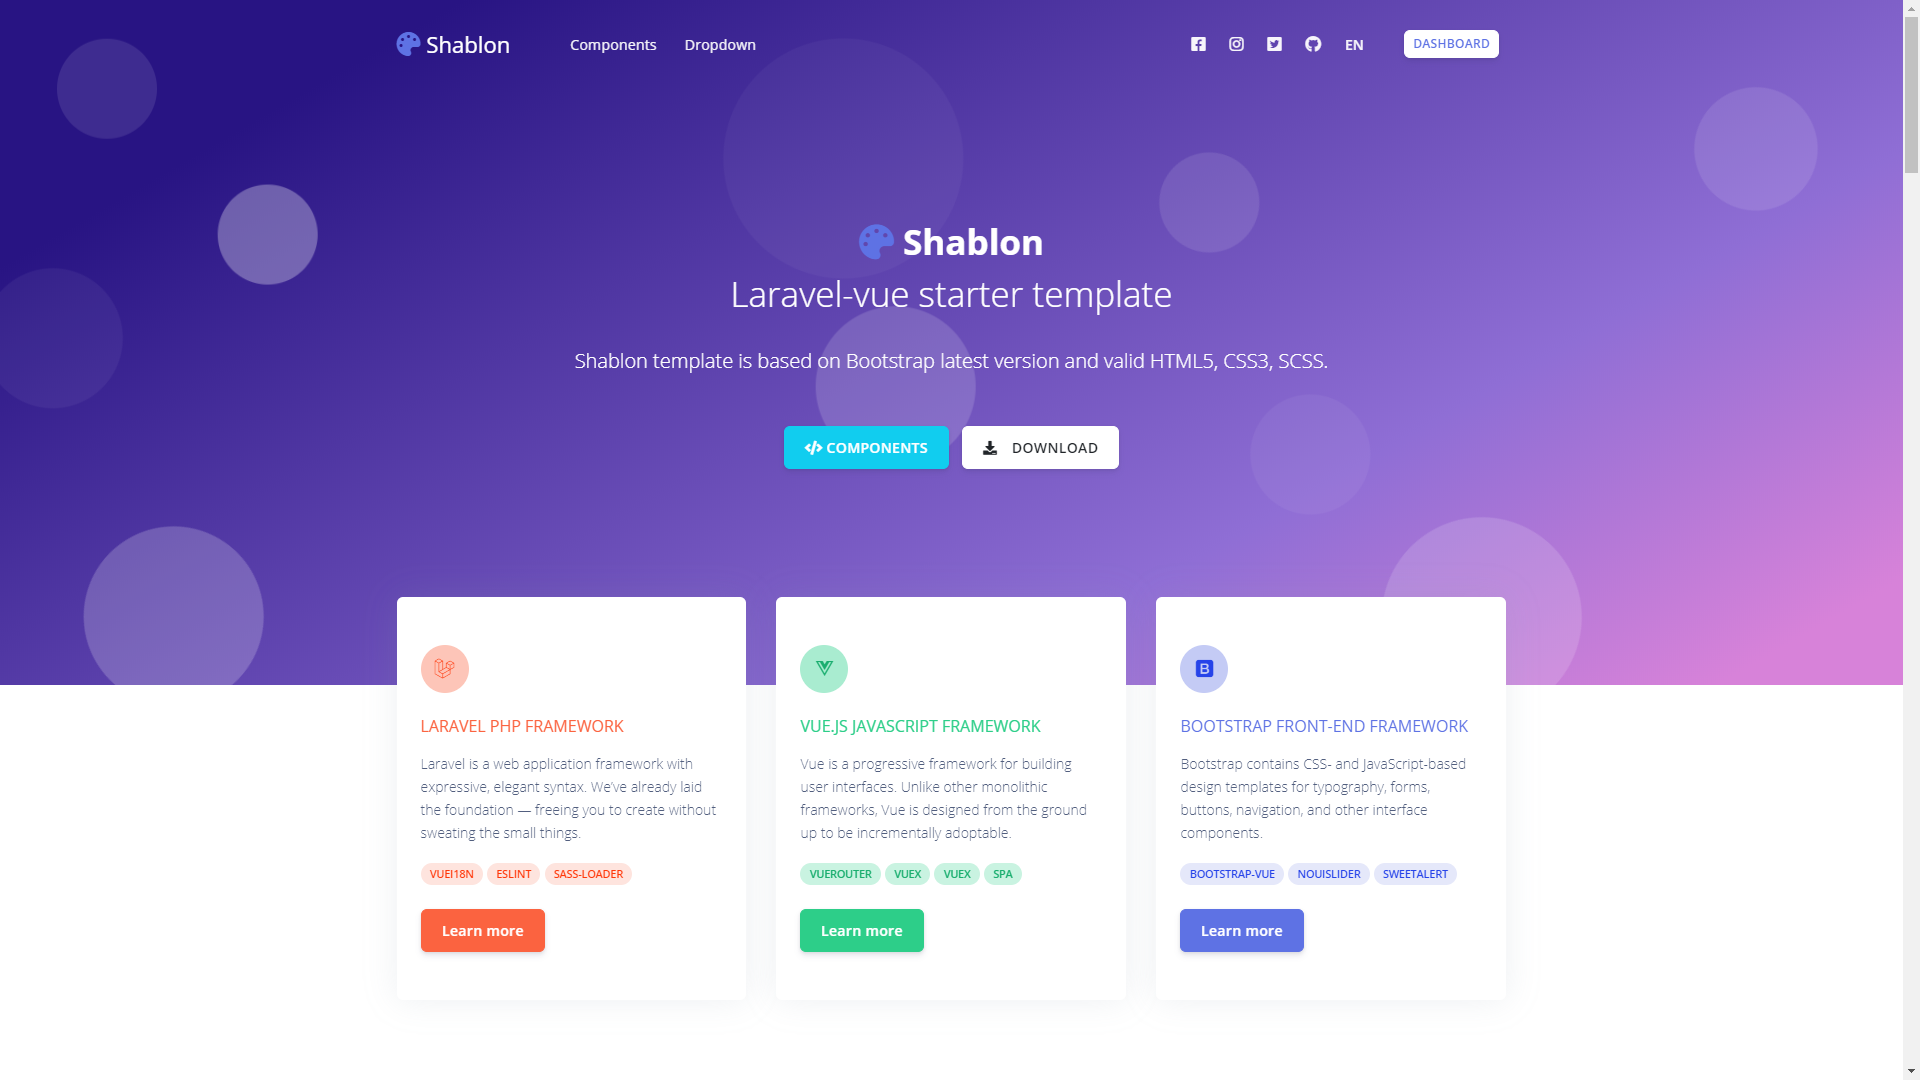 Shablon
Components
Dropdown
EN
DASHBOARD
Shablon
Laravel-vue starter template
Shablon template is based on Bootstrap latest version and valid HTML5, CSS3, SCSS.
COMPONENTS
DOWNLOAD
LARAVEL PHP FRAMEWORK
Laravel is a web application framework with
expressive, elegant syntax. We've already laid
the foundation — freeing you to create without
sweating the small things.
VUEI18N ESLINT SASS-LOADER
Learn more
VUE.JS JAVASCRIPT FRAMEWORK
Vue is a progressive framework for building
user interfaces. Unlike other monolithic
frameworks, Vue is designed from the ground
up to be incrementally adoptable.
VUEROUTER VUEX VUEX SPA
Learn more
BOOTSTRAP FRONT-END FRAMEWORK
Bootstrap contains CSS- and JavaScript-based
design templates for typography, forms,
buttons, navigation, and other interface
components.
BOOTSTRAP-VUE NOUISLIDER SWEETALERT
Learn more